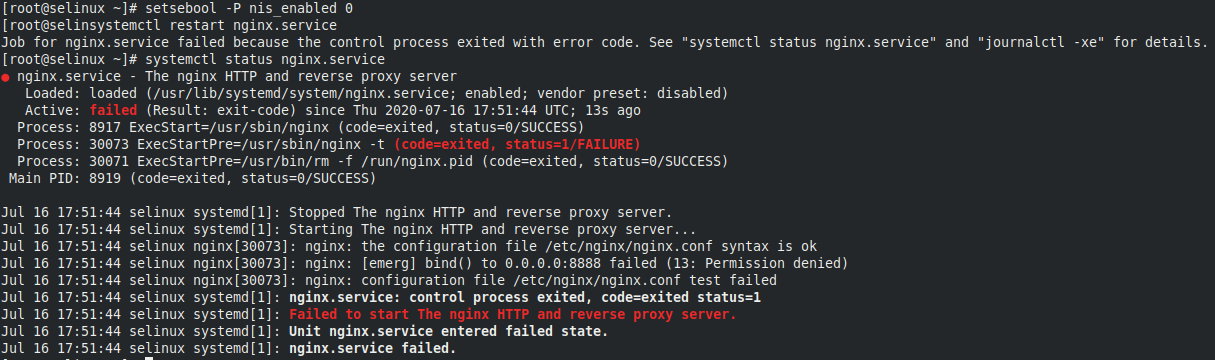 [root@selinux ~]# setsebool -P nis_enabled 0
[root@selinsystemctl restart nginx.service
Job for nginx.service failed because the control process exited with error code. See "systemctl status nginx.service" and "journalctl -xe" for details.
[root@selinux ~]# systemctl status nginx.service
● nginx.service - The nginx HTTP and reverse proxy server
   Loaded: loaded (/usr/lib/systemd/system/nginx.service; enabled; vendor preset: disabled)
   Active: failed (Result: exit-code) since Thu 2020-07-16 17:51:44 UTC; 13s ago
  Process: 8917 ExecStart=/usr/sbin/nginx (code=exited, status=0/SUCCESS)
  Process: 30073 ExecStartPre=/usr/sbin/nginx -t (code=exited, status=1/FAILURE)
  Process: 30071 ExecStartPre=/usr/bin/rm -f /run/nginx.pid (code=exited, status=0/SUCCESS)
 Main PID: 8919 (code=exited, status=0/SUCCESS)

Jul 16 17:51:44 selinux systemd[1]: Stopped The nginx HTTP and reverse proxy server.
Jul 16 17:51:44 selinux systemd[1]: Starting The nginx HTTP and reverse proxy server...
Jul 16 17:51:44 selinux nginx[30073]: nginx: the configuration file /etc/nginx/nginx.conf syntax is ok
Jul 16 17:51:44 selinux nginx[30073]: nginx: [emerg] bind() to 0.0.0.0:8888 failed (13: Permission denied)
Jul 16 17:51:44 selinux nginx[30073]: nginx: configuration file /etc/nginx/nginx.conf test failed
Jul 16 17:51:44 selinux systemd[1]: nginx.service: control process exited, code=exited status=1
Jul 16 17:51:44 selinux systemd[1]: Failed to start The nginx HTTP and reverse proxy server.
Jul 16 17:51:44 selinux systemd[1]: Unit nginx.service entered failed state.
Jul 16 17:51:44 selinux systemd[1]: nginx.service failed.